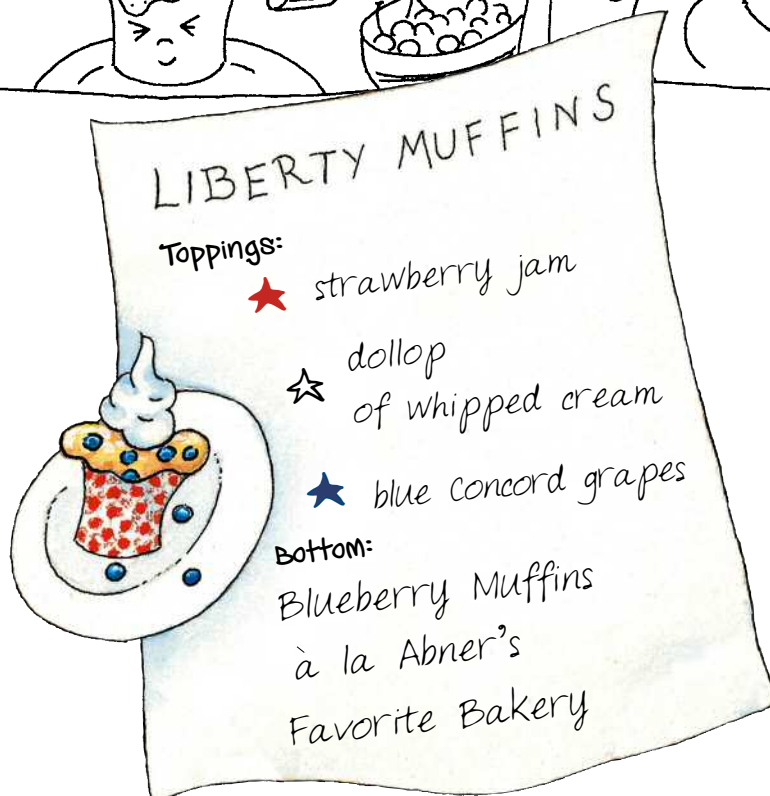 LIBERTY MUFFINS
Toppings:
strawberry jam
dollop
of whipped cream
blue Concord grapes
Bottom:
Blueberry Muffins
à la Abner's
Favorite Bakery